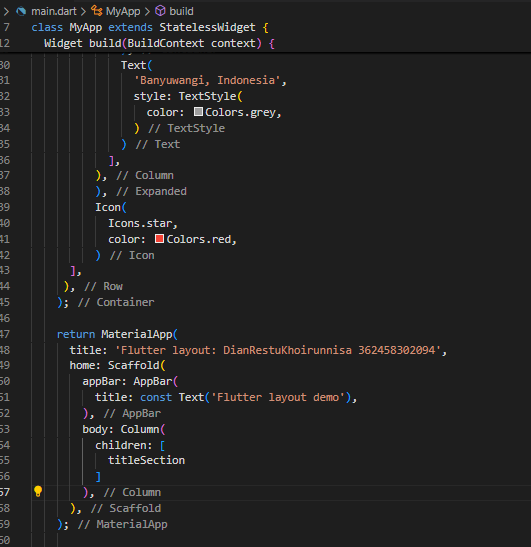 > main.dart > MyApp > build
7 class MyApp extends StatelessWidget {
12 Widget build(BuildContext context) {
30 Text(
31 'Banyuwangi, Indonesia',
32 style: TextStyle(
33 color: Colors.grey,
34 ) // TextStyle
35 ) // Text
36 ],
37 ), // Column
38 ), // Expanded
39 Icon(
40 Icons.star,
41 color: Colors.red,
42 ) // Icon
43 ],
44 ), // Row
45 ); // Container
46
47 return MaterialApp(
48 title: 'Flutter layout: DianRestuKhoirunnisa 362458302094',
49 home: Scaffold(
50 appBar: AppBar(
51 title: const Text('Flutter layout demo'),
52 ), // AppBar
53 body: Column(
54 children: [
55 titleSection
56 ]
57 ), // Column
58 ), // Scaffold
59 ); // MaterialApp
60